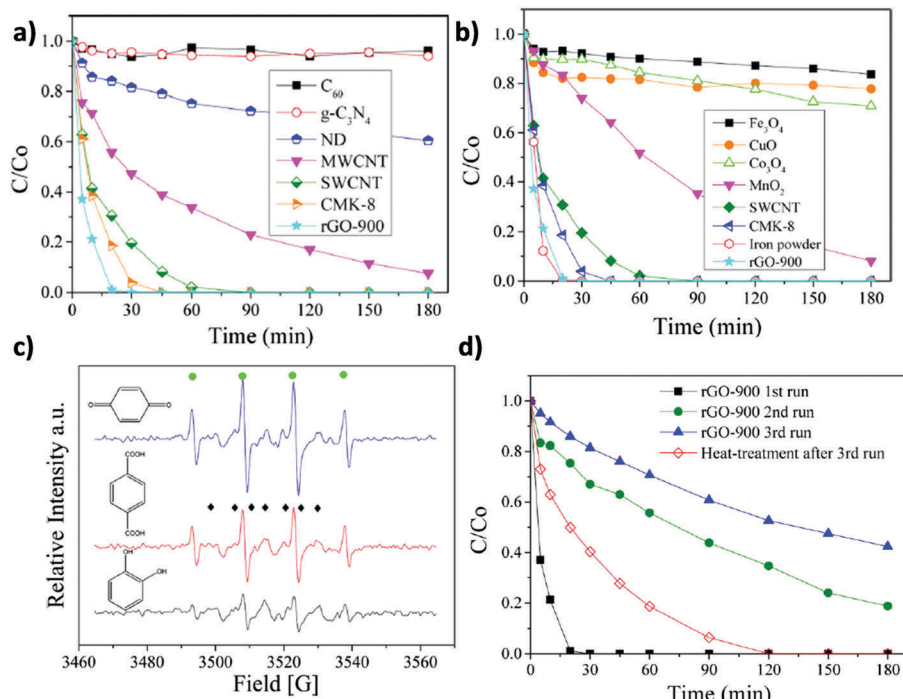 a)
C/Co
1.0
0.8
0.6
0.4
0.2
0.0
C₆₀
g-C₃N₄
ND
MWCNT
SWCNT
CMK-8
rGO-900
0 30 60 90 120 150 180
Time (min)
b)
C/Co
1.0
0.8
0.6
0.4
0.2
0.0
Fe₃O₄
CuO
Co₃O₄
MnO₂
SWCNT
CMK-8
Iron powder
rGO-900
0 30 60 90 120 150 180
Time (min)
c)
Relative Intensity a.u.
O O
COOH
COOH
OH
OH
3460 3480 3500 3520 3540 3560
Field [G]
d)
C/Co
1.0
0.8
0.6
0.4
0.2
0.0
rGO-900 1st run
rGO-900 2nd run
rGO-900 3rd run
Heat-treatment after 3rd run
0 30 60 90 120 150 180
Time (min)